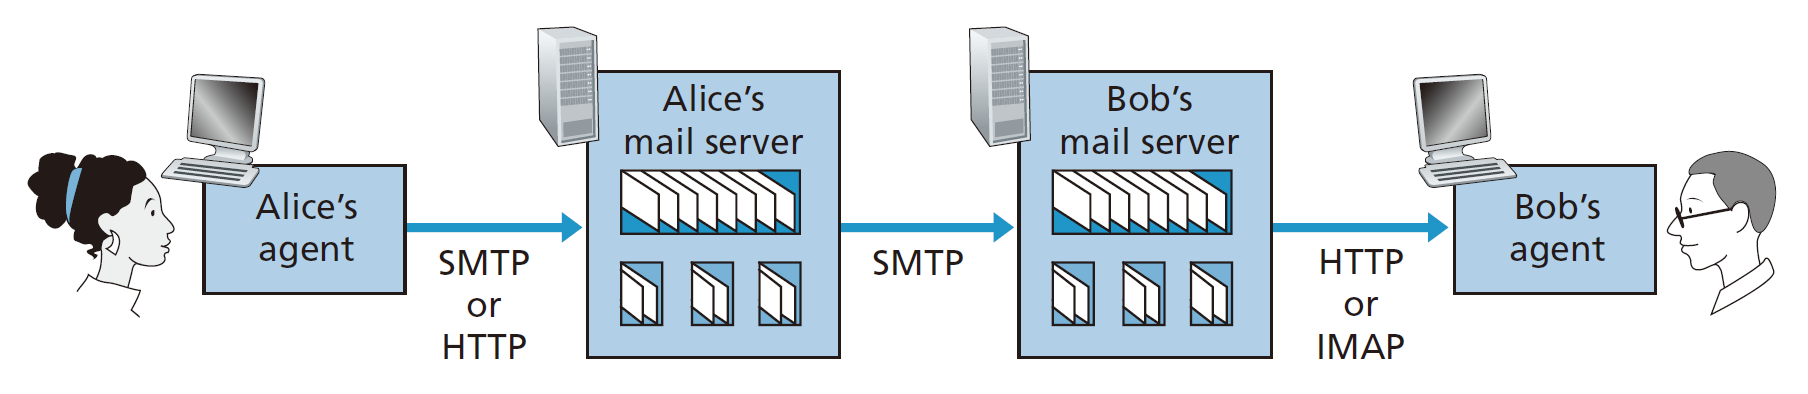 Alice’s
agent
SMTP
or
HTTP
Alice’s
mail server
SMTP
Bob’s
mail server
HTTP
or
IMAP
Bob’s
agent